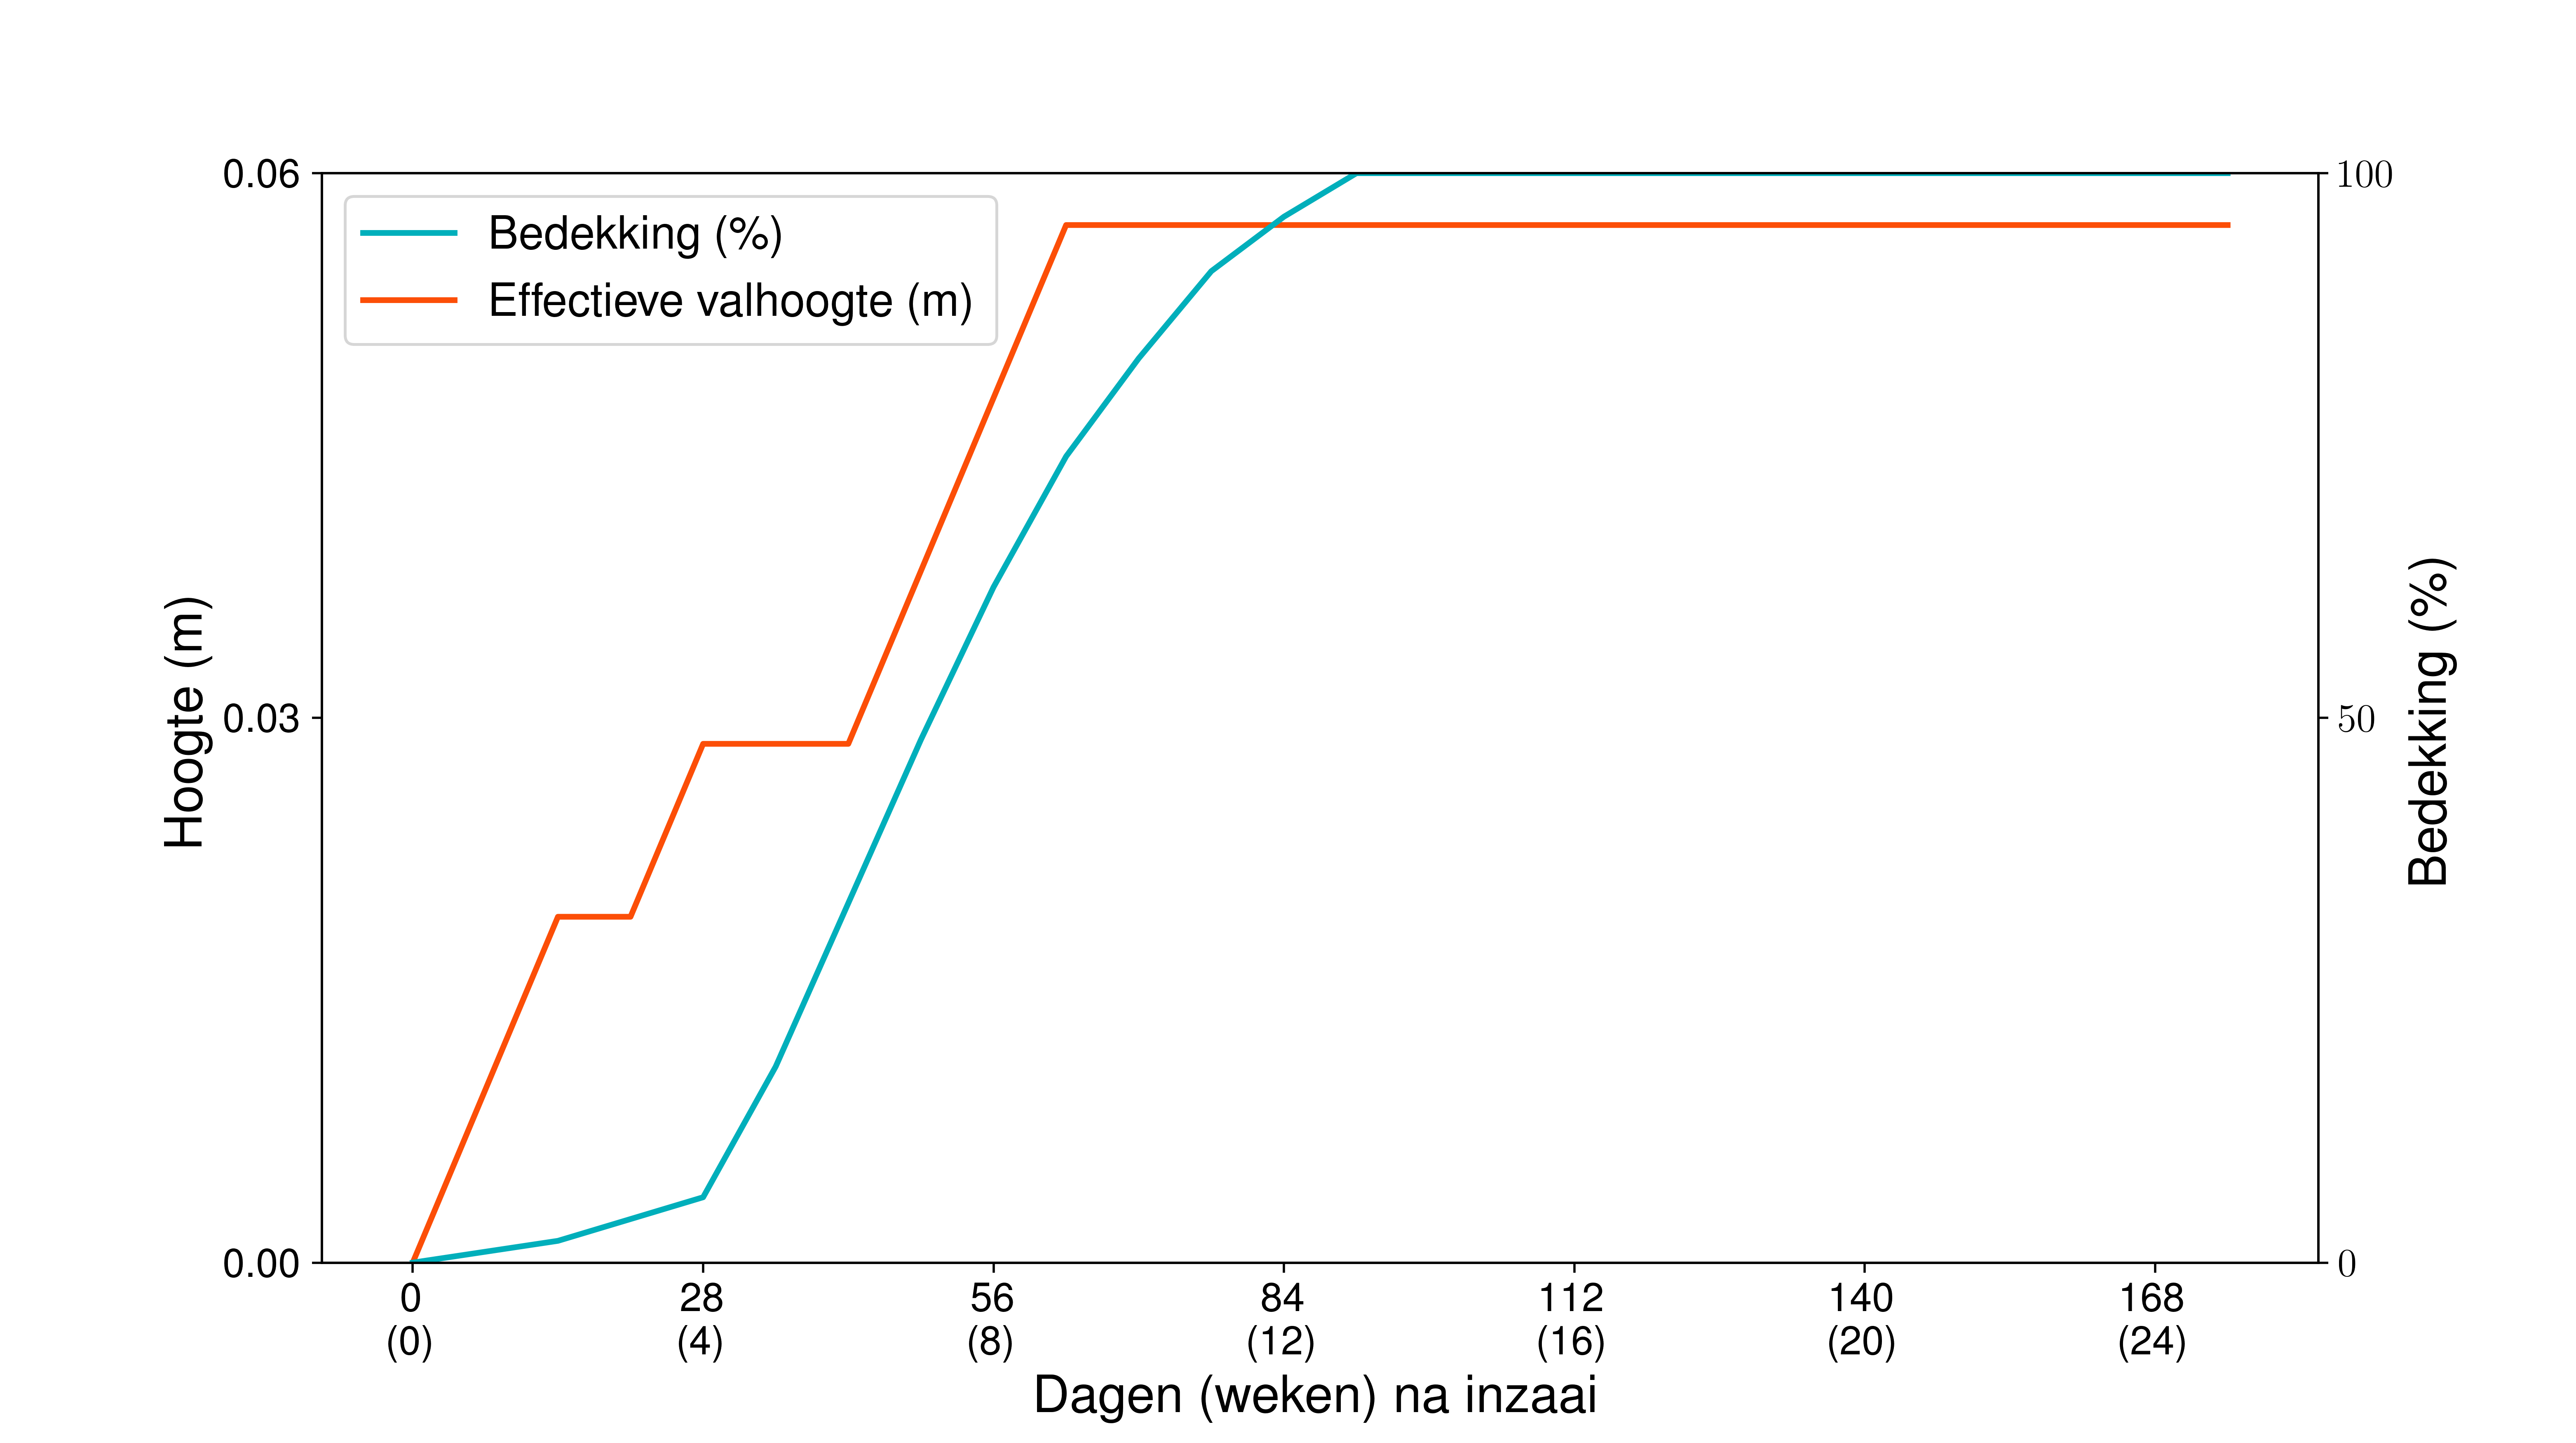 0.06
0.03
0.00
Hoogte (m)
Bedekking (%)
Effectieve valhoogte (m)
100
50
0
Bedekking (%)
0 28 56 84 112 140 168
(0) (4) (8) (12) (16) (20) (24)
Dagen (weken) na inzaai